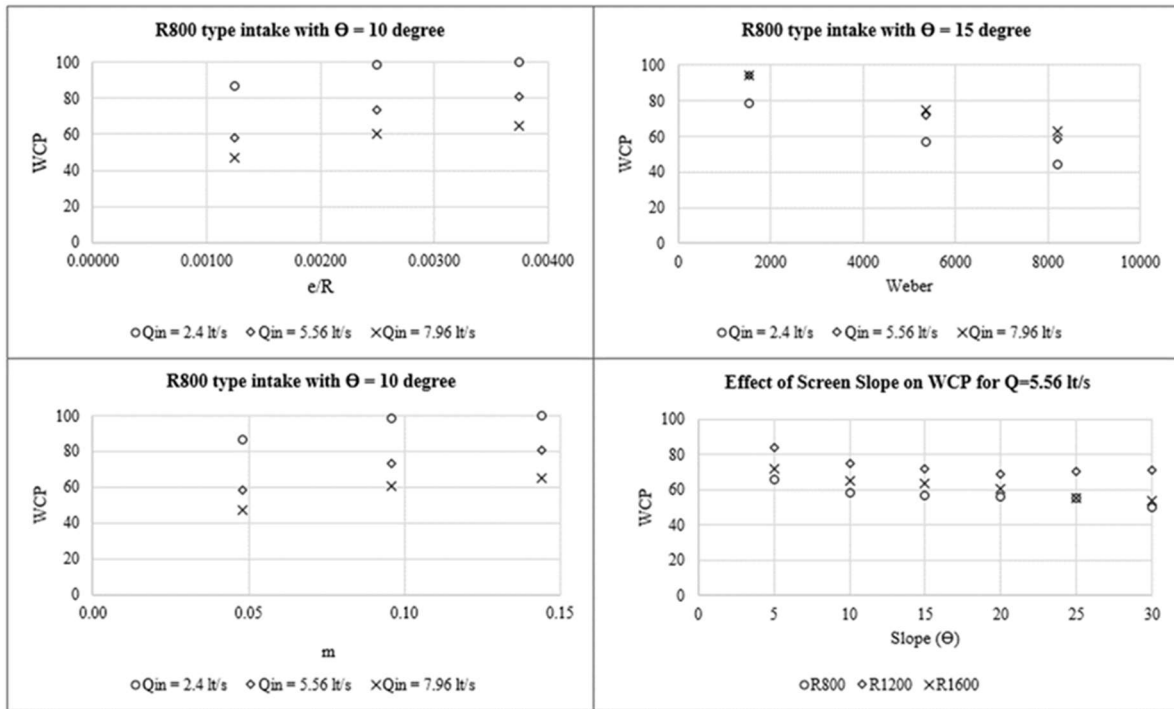 R800 type intake with Θ = 10 degree
100
80
60
40
20
0
WCP
0.00000 0.00100 0.00200 0.00300 0.00400
e/R
○Qin = 2.4 lt/s ◇Qin = 5.56 lt/s ×Qin = 7.96 lt/s
R800 type intake with Θ = 15 degree
100
80
60
40
20
0
WCP
0 2000 4000 6000 8000 10000
Weber
○Qin = 2.4 lt/s ◇Qin = 5.56 lt/s ×Qin = 7.96 lt/s
R800 type intake with Θ = 10 degree
100
80
60
40
20
0
WCP
0.00 0.05 0.10 0.15
m
○Qin = 2.4 lt/s ◇Qin = 5.56 lt/s ×Qin = 7.96 lt/s
Effect of Screen Slope on WCP for Q=5.56 lt/s
100
80
60
40
20
0
WCP
0 5 10 15 20 25 30
Slope (Θ)
○R800 ◇R1200 ×R1600